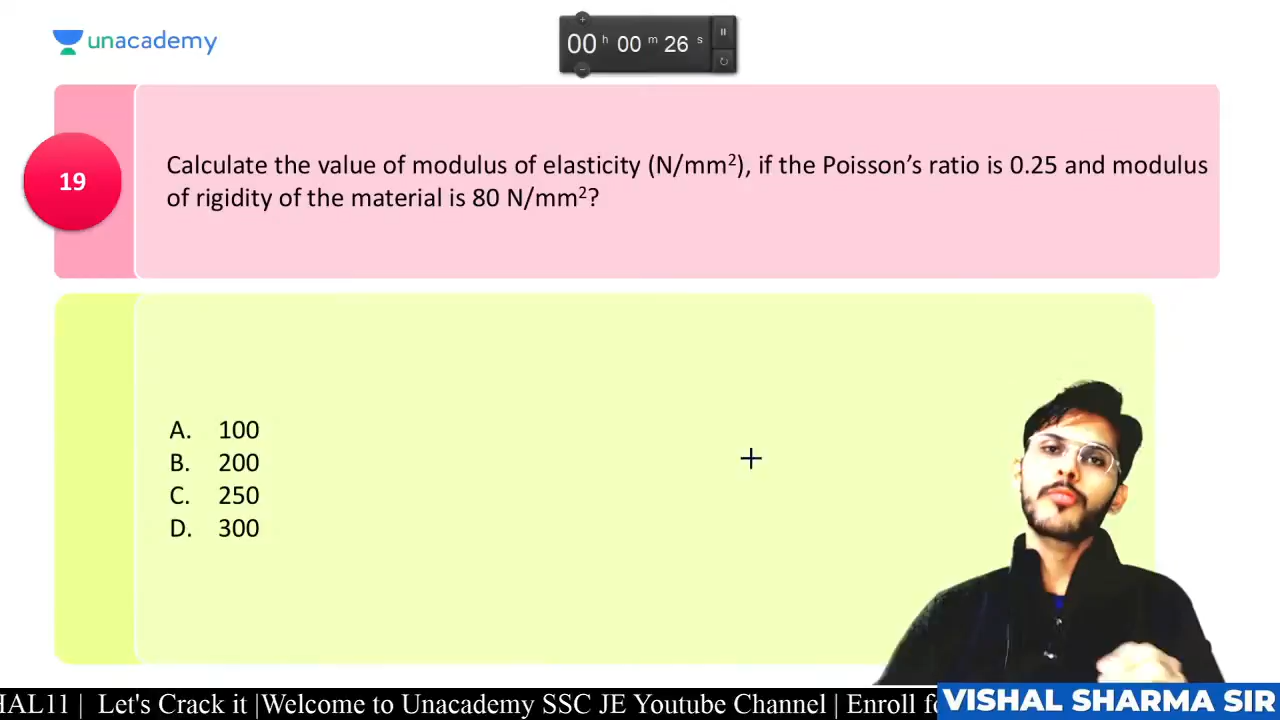 unacademy
00 h 00 m 26 s
19
Calculate the value of modulus of elasticity (N/mm²), if the Poisson’s ratio is 0.25 and modulus
of rigidity of the material is 80 N/mm²?
A. 100
B. 200
C. 250
D. 300
HAL11 | Let's Crack it |Welcome to Unacademy SSC JE Youtube Channel | Enroll fo
VISHAL SHARMA SIR